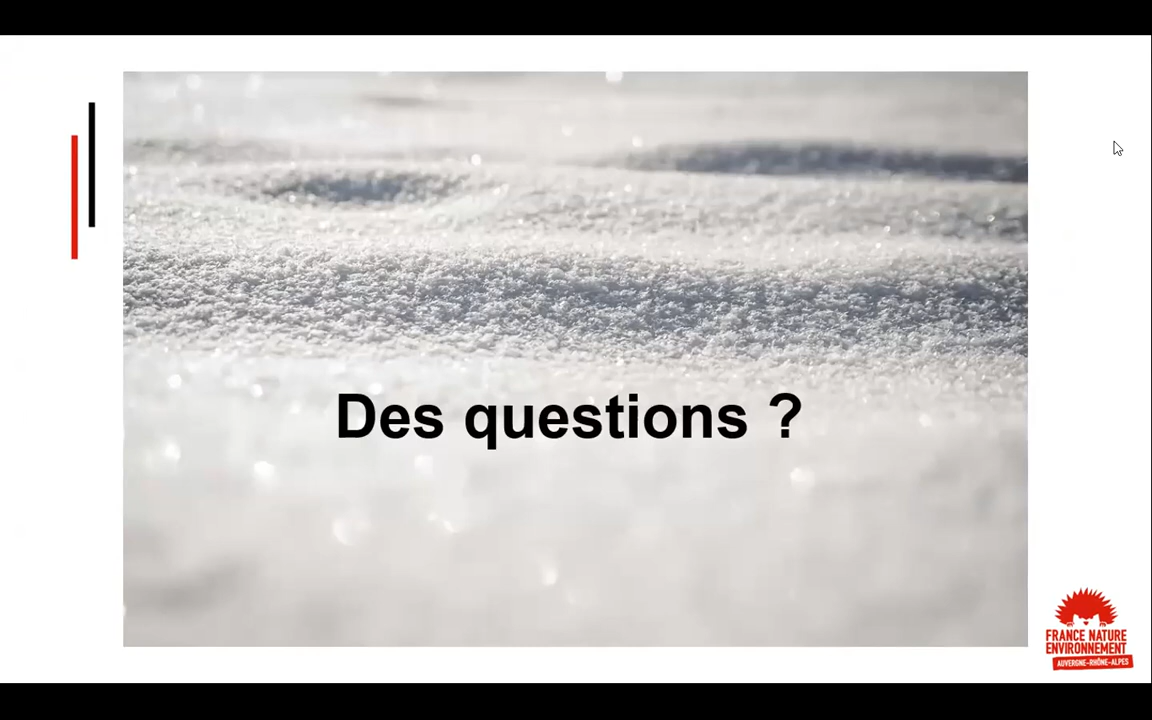 Des questions ?
FRANCE NATURE
ENVIRONNEMENT
AUVERGNE-RHÔNE-ALPES